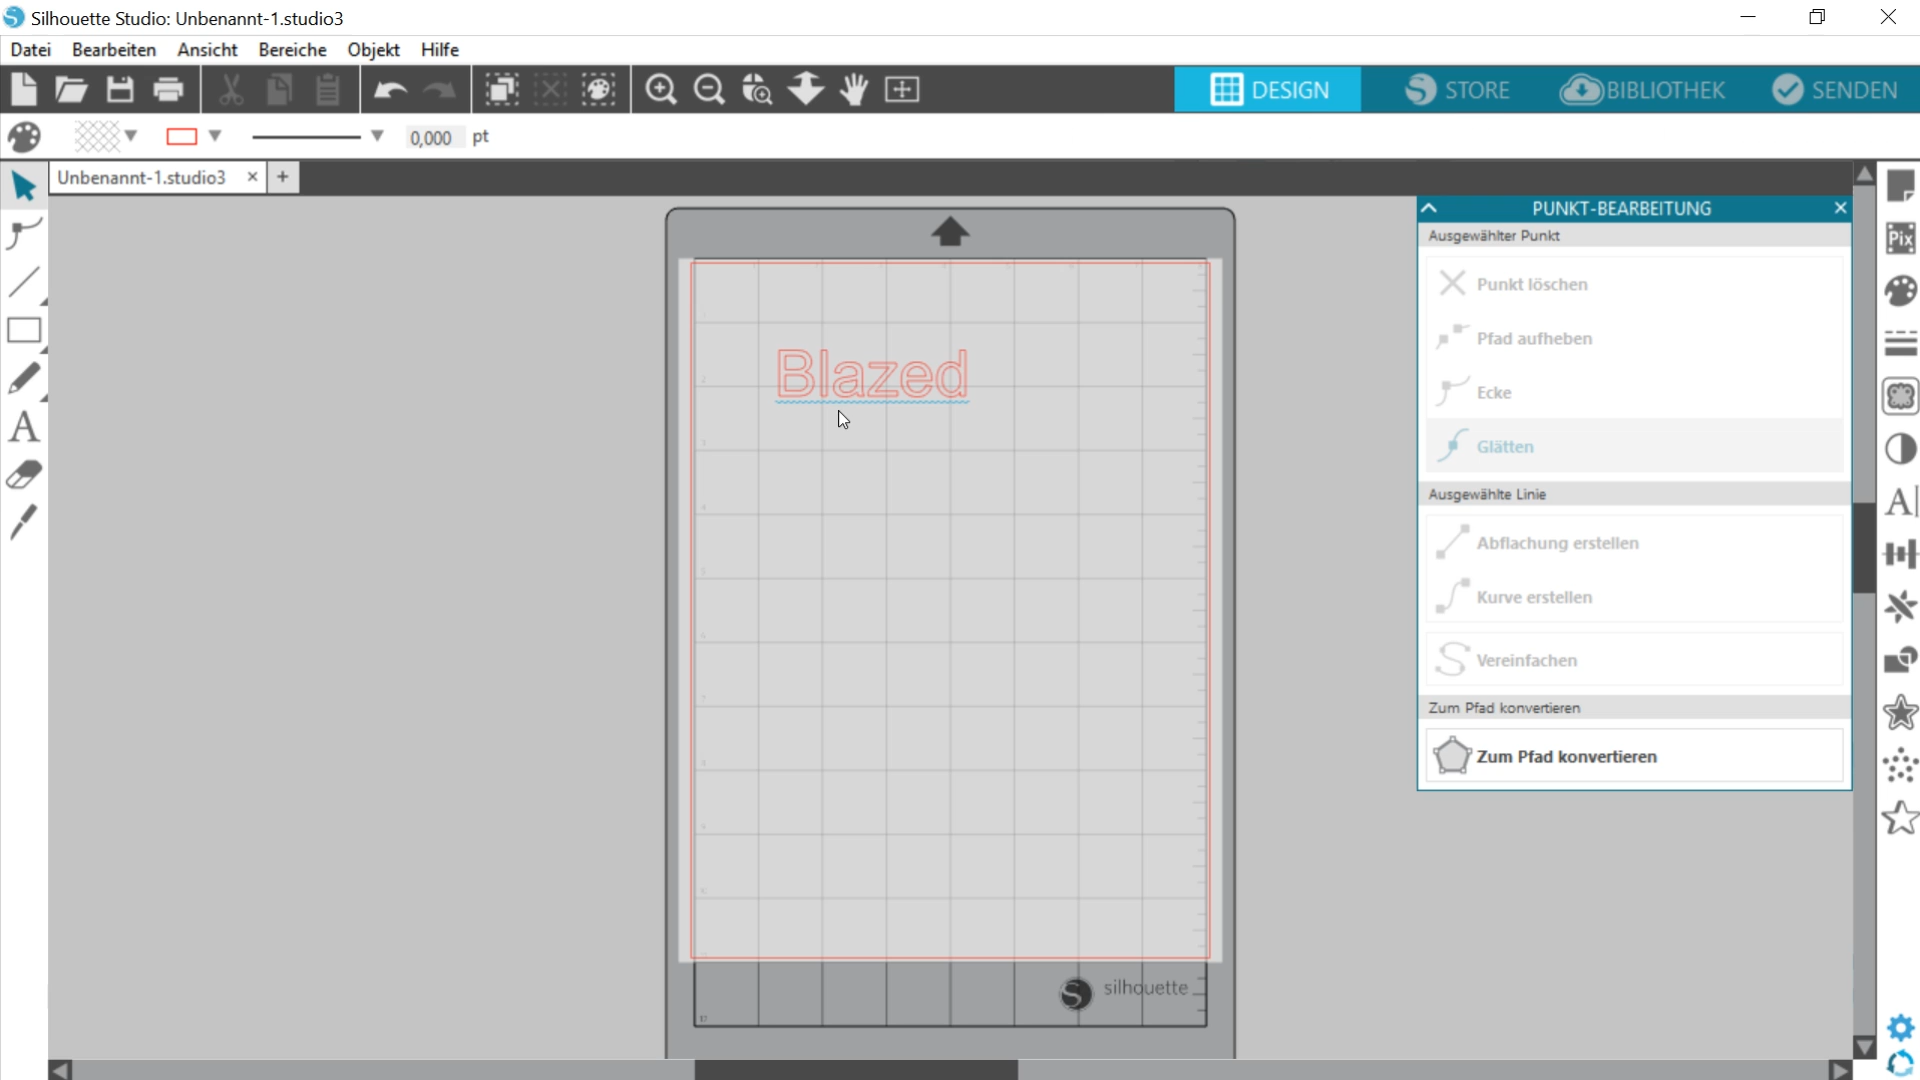 Silhouette Studio: Unbenannt-1.studio3
Datei Bearbeiten Ansicht Bereiche Objekt Hilfe
DESIGN STORE BIBLIOTHEK SENDEN
0,000 pt
Unbenannt-1.studio3
PUNKT-BEARBEITUNG
Ausgewählter Punkt
Pix
Punkt löschen
Pfad aufheben
Blazed
Ecke
Glätten
Ausgewählte Linie
Abflachung erstellen
Kurve erstellen
Vereinfachen
Zum Pfad konvertieren
Zum Pfad konvertieren
silhouette